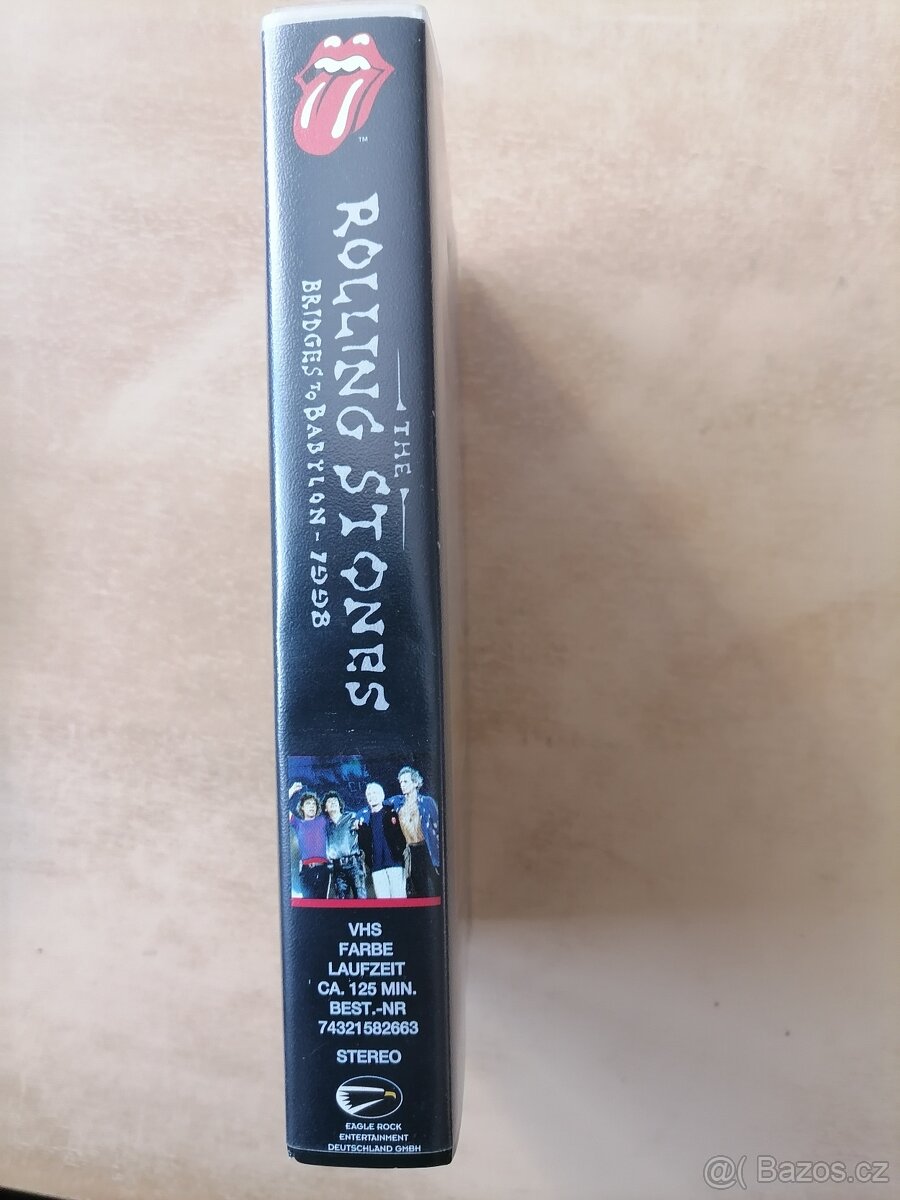 TM
THE
ROLLING STONES
BRIDGES TO BABYLON - 1998
VHS
FARBE
LAUFZEIT
CA. 125 MIN.
BEST.-NR
74321582663
STEREO
EAGLE ROCK
ENTERTAINMENT
DEUTSCHLAND GMBH
@( Bazos.cz